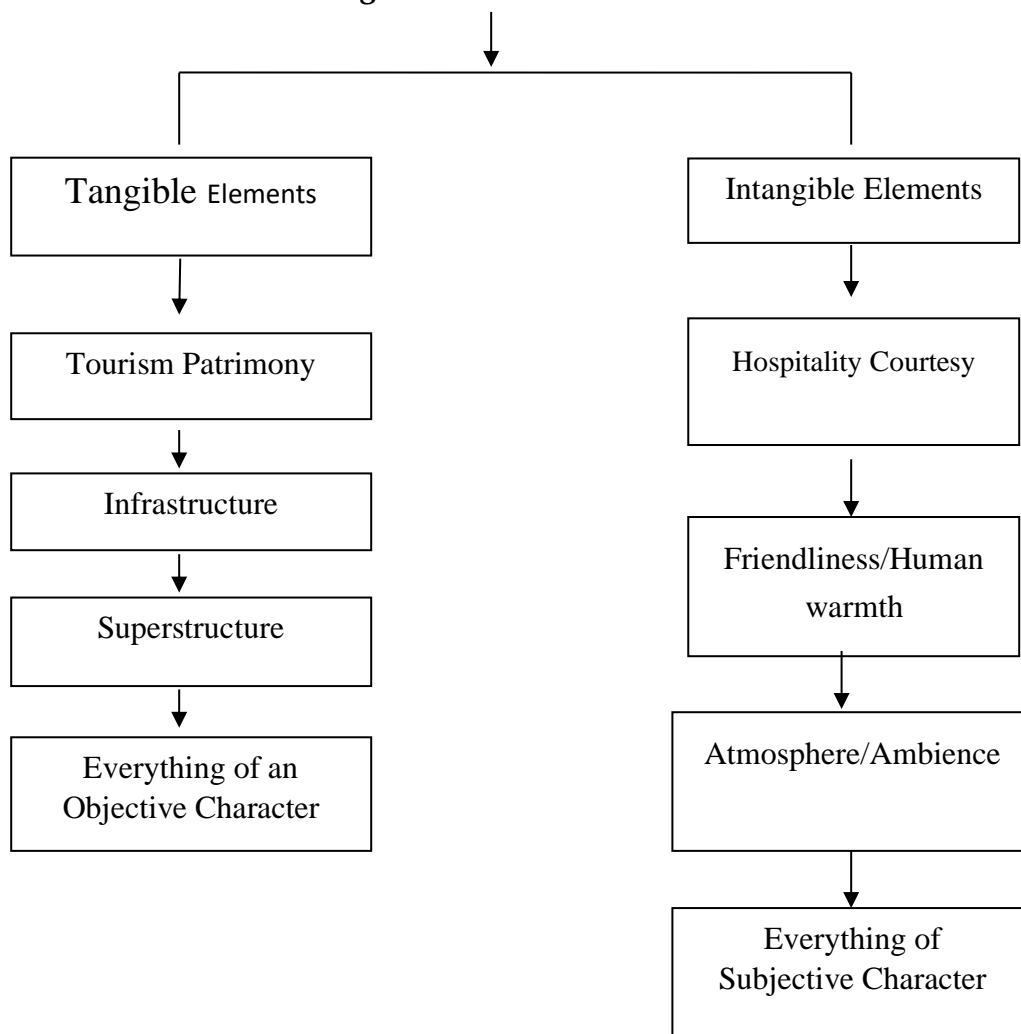 Tangible Elements
Tourism Patrimony
Infrastructure
Superstructure
Everything of an
Objective Character
Intangible Elements
Hospitality Courtesy
Friendliness/Human
warmth
Atmosphere/Ambience
Everything of
Subjective Character